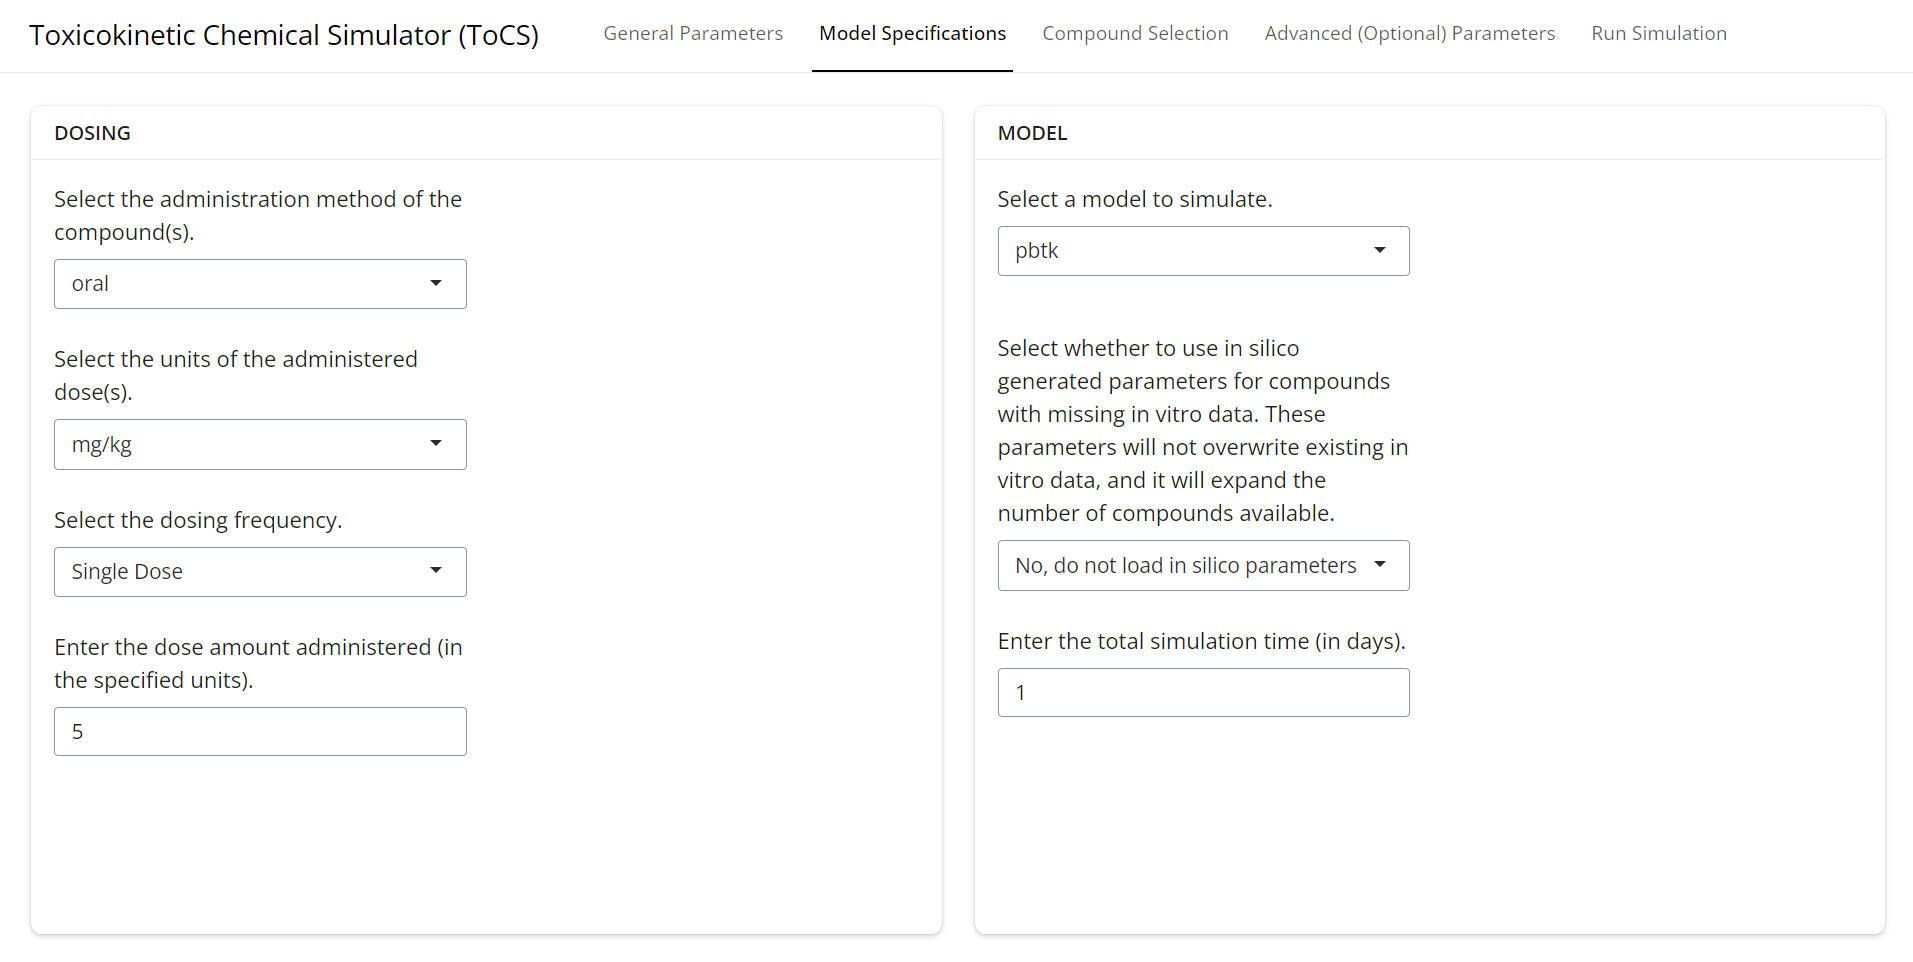 Toxicokinetic Chemical Simulator (ToCS)
General Parameters
Model Specifications
Compound Selection
Advanced (Optional) Parameters
Run Simulation
DOSING
Select the administration method of the
compound(s).
oral
Select the units of the administered
dose(s).
mg/kg
Select the dosing frequency.
Single Dose
Enter the dose amount administered (in
the specified units).
5
MODEL
Select a model to simulate.
pbtk
Select whether to use in silico
generated parameters for compounds
with missing in vitro data. These
parameters will not overwrite existing in
vitro data, and it will expand the
number of compounds available.
No, do not load in silico parameters
Enter the total simulation time (in days).
1